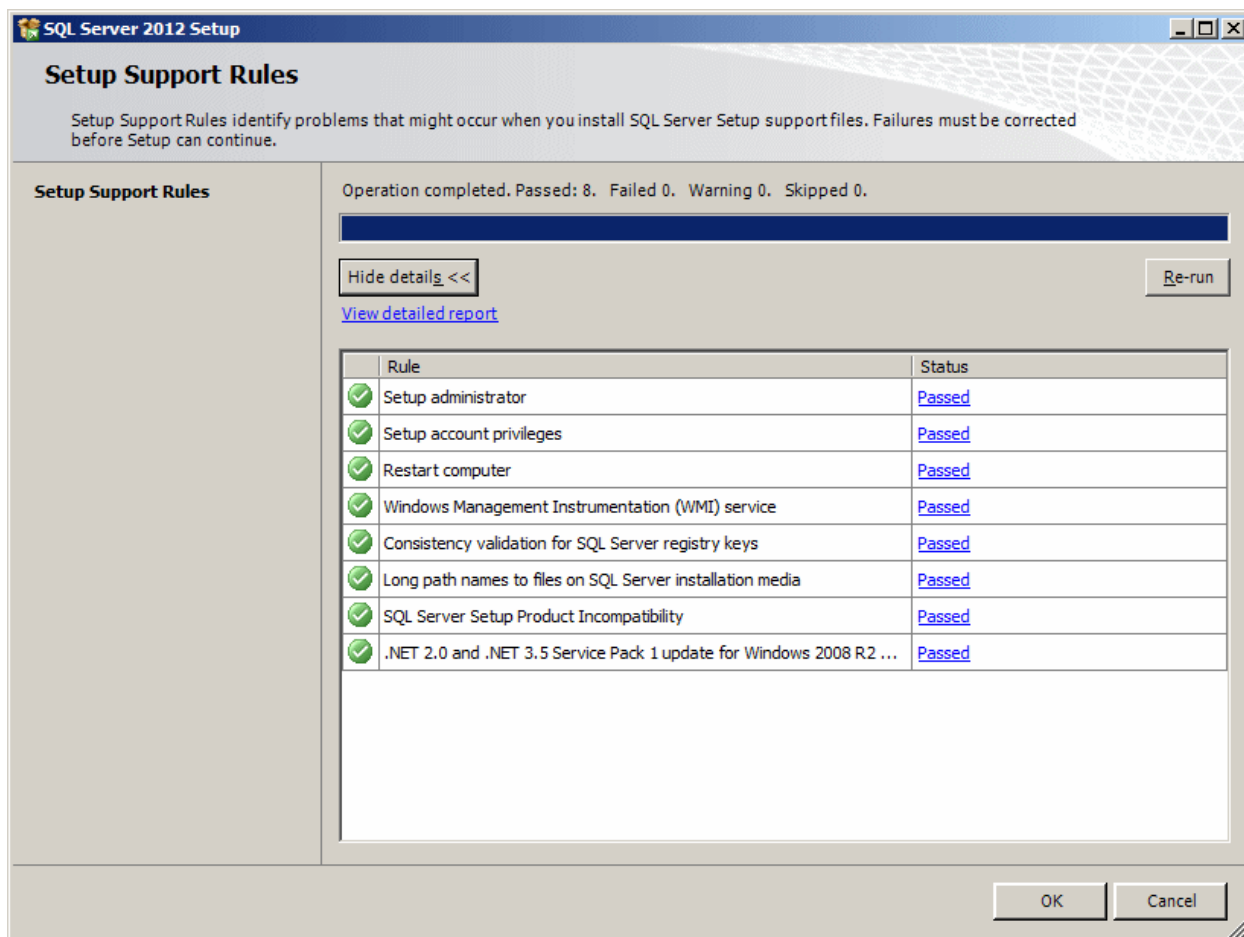 SQL Server 2012 Setup
Setup Support Rules
Setup Support Rules identify problems that might occur when you install SQL Server Setup support files. Failures must be corrected
before Setup can continue.
Setup Support Rules
Operation completed. Passed: 8.   Failed 0.   Warning 0.   Skipped 0.
Hide details <<
Re-run
View detailed report
Rule Status
Setup administrator Passed
Setup account privileges Passed
Restart computer Passed
Windows Management Instrumentation (WMI) service Passed
Consistency validation for SQL Server registry keys Passed
Long path names to files on SQL Server installation media Passed
SQL Server Setup Product Incompatibility Passed
.NET 2.0 and .NET 3.5 Service Pack 1 update for Windows 2008 R2 ... Passed
OK Cancel